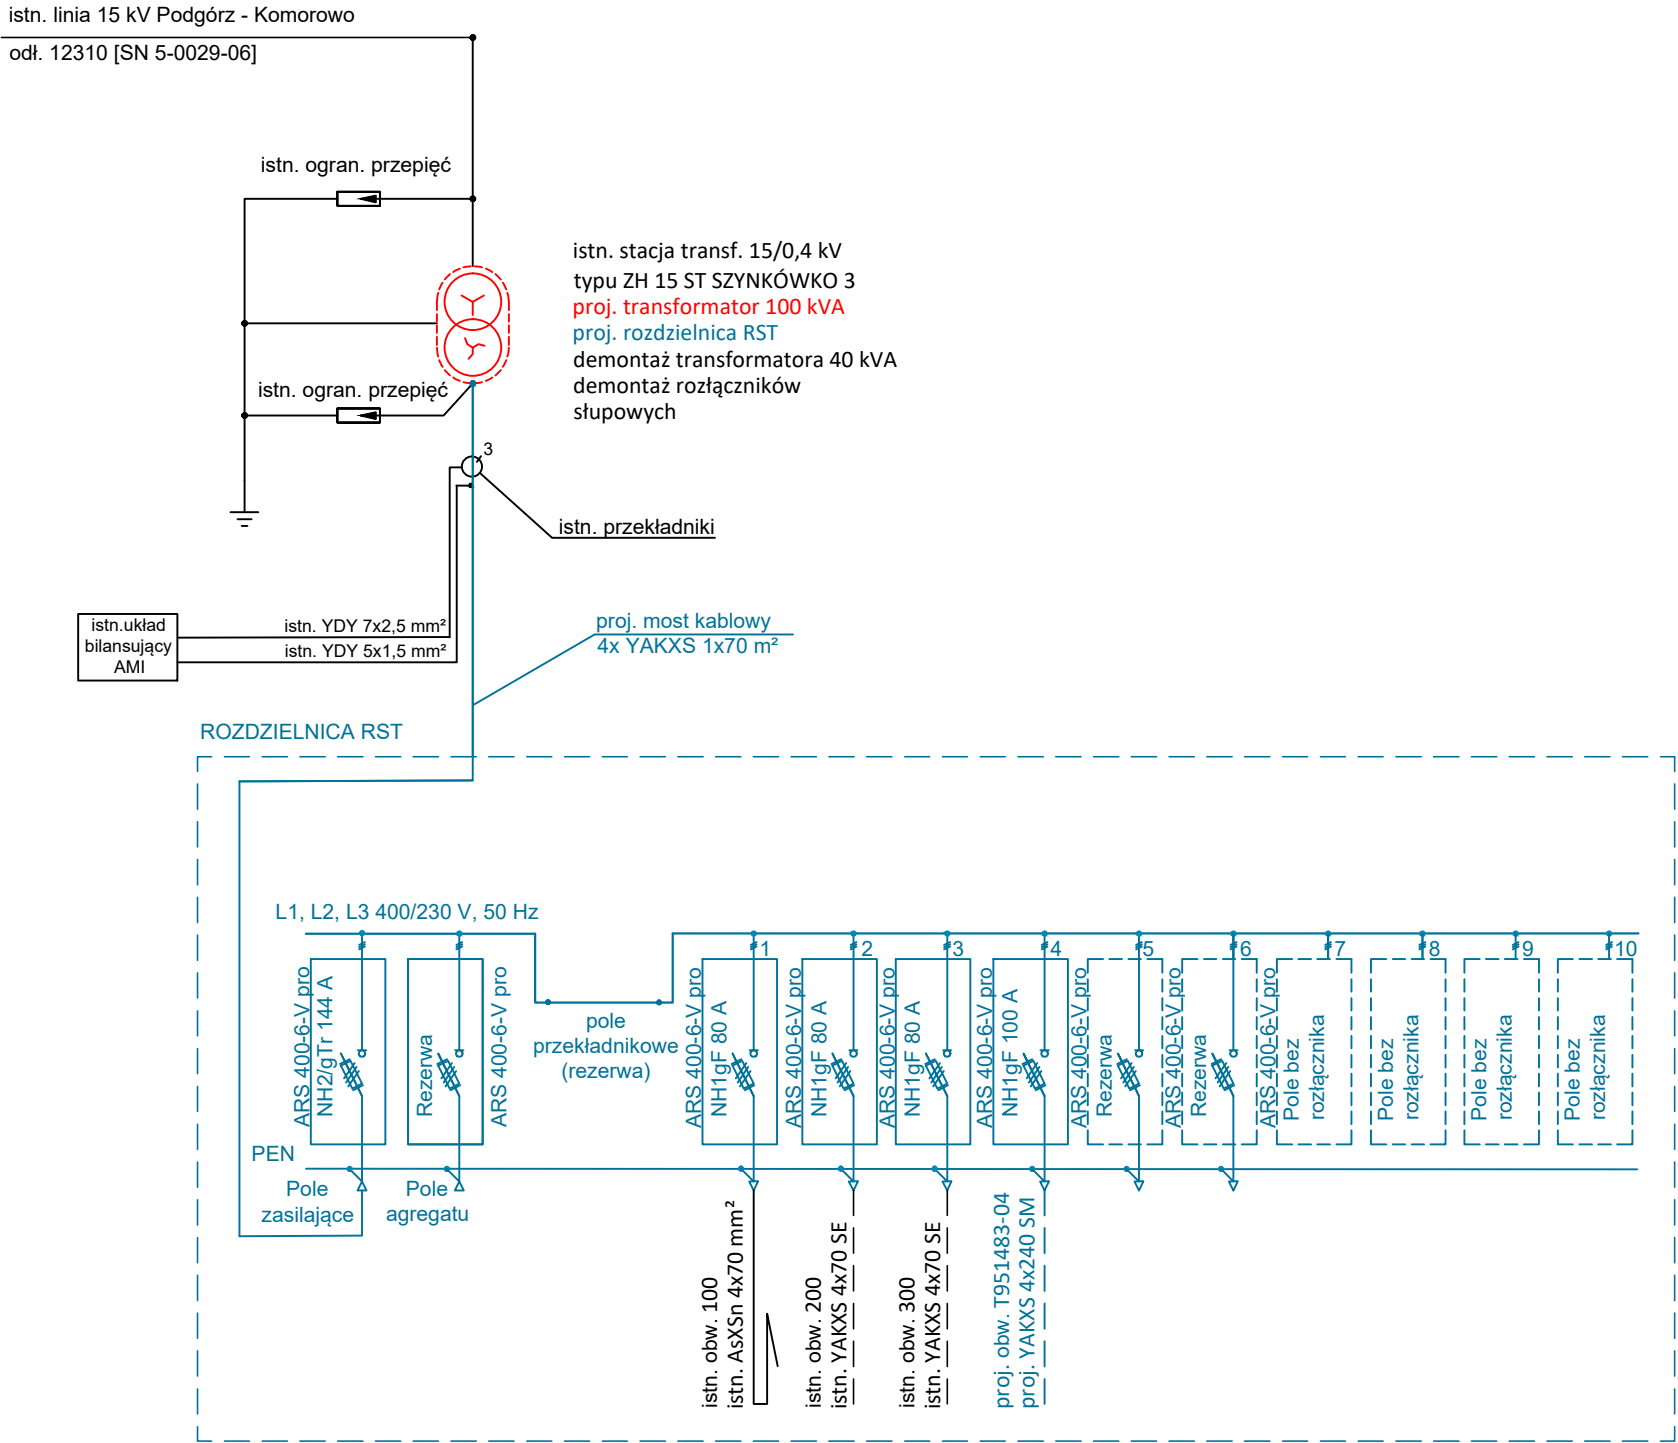 istn. linia 15 kV Podgórz - Komorowo
odł. 12310 [SN 5-0029-06]
istn. ogran. przepięć
istn. stacja transf. 15/0,4 kV
typu ZH 15 ST SZYNKÓWKO 3
proj. transformator 100 kVA
proj. rozdzielnica RST
demontaż transformatora 40 kVA
demontaż rozłączników
słupowych
istn. ogran. przepięć
3
istn. przekładniki
istn.układ
bilansujący
AMI
istn. YDY 7x2,5 mm²
istn. YDY 5x1,5 mm²
proj. most kablowy
4x YAKXS 1x70 m²
ROZDZIELNICA RST
L1, L2, L3 400/230 V, 50 Hz
1
2
3
4
5
6
7
8
9
10
ARS 400-6-V pro
NH2/gTr 144 A
Rezerwa
ARS 400-6-V pro
pole
przekładnikowe
(rezerwa)
ARS 400-6-V pro
NH1gF 80 A
ARS 400-6-V pro
NH1gF 80 A
ARS 400-6-V pro
NH1gF 80 A
ARS 400-6-V pro
NH1gF 100 A
ARS 400-6-V pro
Rezerwa
ARS 400-6-V pro
Rezerwa
ARS 400-6-V pro
Pole bez
rozłącznika
Pole bez
rozłącznika
Pole bez
rozłącznika
Pole bez
rozłącznika
PEN
Pole
zasilające
Pole
agregatu
istn. obw. 100
istn. AsXSn 4x70 mm²
istn. obw. 200
istn. YAKXS 4x70 SE
istn. obw. 300
istn. YAKXS 4x70 SE
proj. obw. T951483-04
proj. YAKXS 4x240 SM